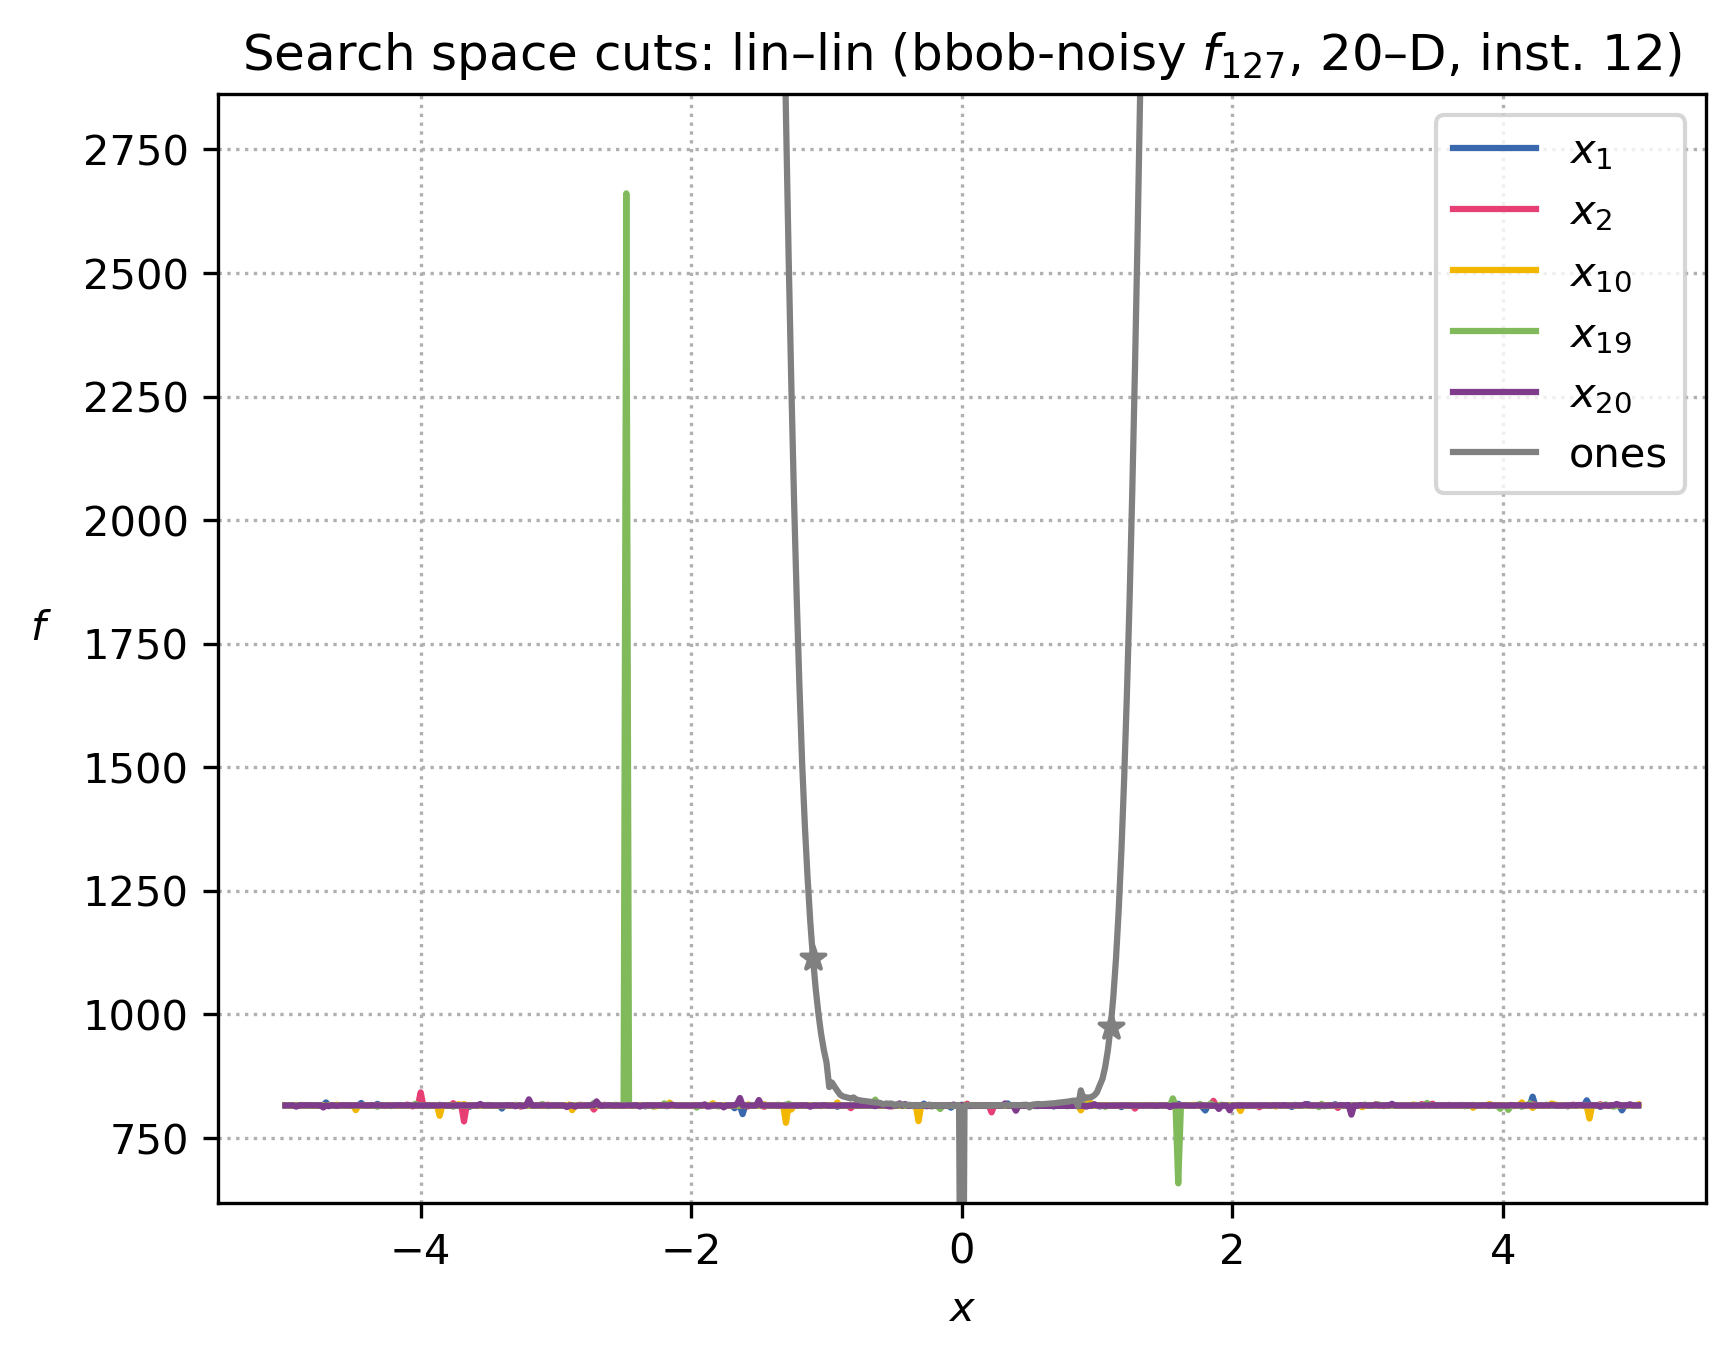 Search space cuts: lin–lin (bbob-noisy f₁₂₇, 20–D, inst. 12)
2750
2500
2250
2000
1750
1500
1250
1000
750
f
x₁
x₂
x₁₀
x₁₉
x₂₀
ones
−4
−2
0
2
4
x